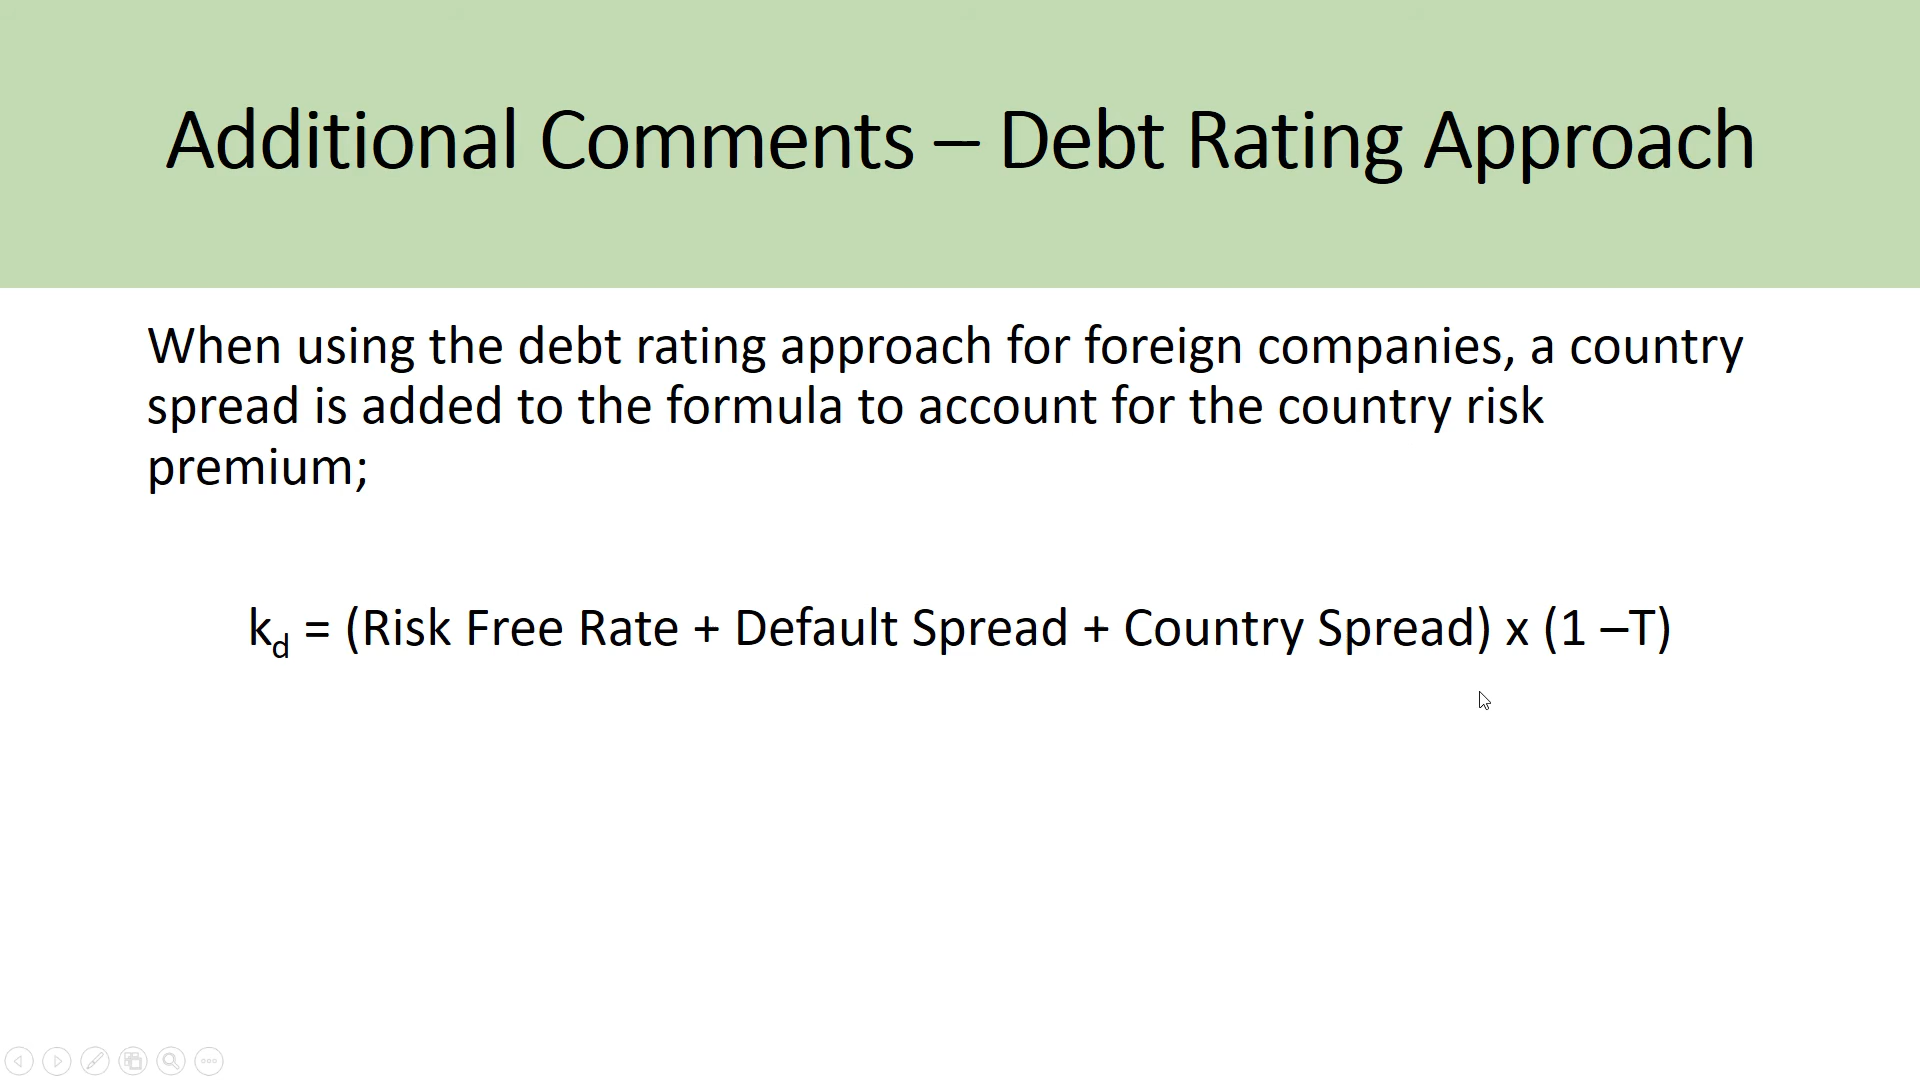 Additional Comments – Debt Rating Approach
When using the debt rating approach for foreign companies, a country
spread is added to the formula to account for the country risk
premium;
kd = (Risk Free Rate + Default Spread + Country Spread) x (1 –T)